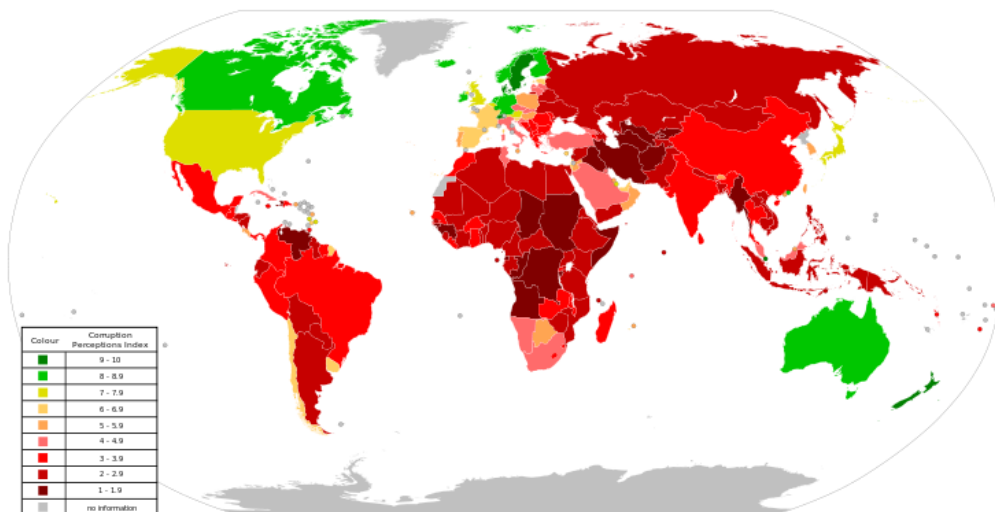 Colour
Corruption
Perceptions Index
9 - 10
8 - 8.9
7 - 7.9
6 - 6.9
5 - 5.9
4 - 4.9
3 - 3.9
2 - 2.9
1 - 1.9
no information